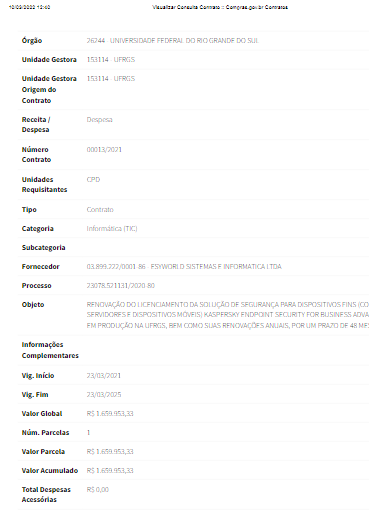 10/03/2022 13:40 Visualizar Consulta Contrato :: Compras.gov.br Contratos
Órgão 26244 - UNIVERSIDADE FEDERAL DO RIO GRANDE DO SUL
Unidade Gestora 153114 - UFRGS
Unidade Gestora 153114 - UFRGS
Origem do
Contrato
Receita / Despesa
Despesa
Número 00013/2021
Contrato
Unidades CPD
Requisitantes
Tipo Contrato
Categoria Informática (TIC)
Subcategoria
Fornecedor 03.899.222/0001-86 - ESYWORLD SISTEMAS E INFORMATICA LTDA
Processo 23078.521131/2020-80
Objeto RENOVAÇÃO DO LICENCIAMENTO DA SOLUÇÃO DE SEGURANÇA PARA DISPOSITIVOS FINS (CO
SERVIDORES E DISPOSITIVOS MÓVEIS) KASPERSKY ENDPOINT SECURITY FOR BUSINESS ADVA
EM PRODUÇÃO NA UFRGS, BEM COMO SUAS RENOVAÇÕES ANUAIS, POR UM PRAZO DE 48 MES
Informações
Complementares
Vig. Início 23/03/2021
Vig. Fim 23/03/2025
Valor Global R$ 1.659.953,33
Núm. Parcelas 1
Valor Parcela R$ 1.659.953,33
Valor Acumulado R$ 1.659.953,33
Total Despesas R$ 0,00
Acessórias